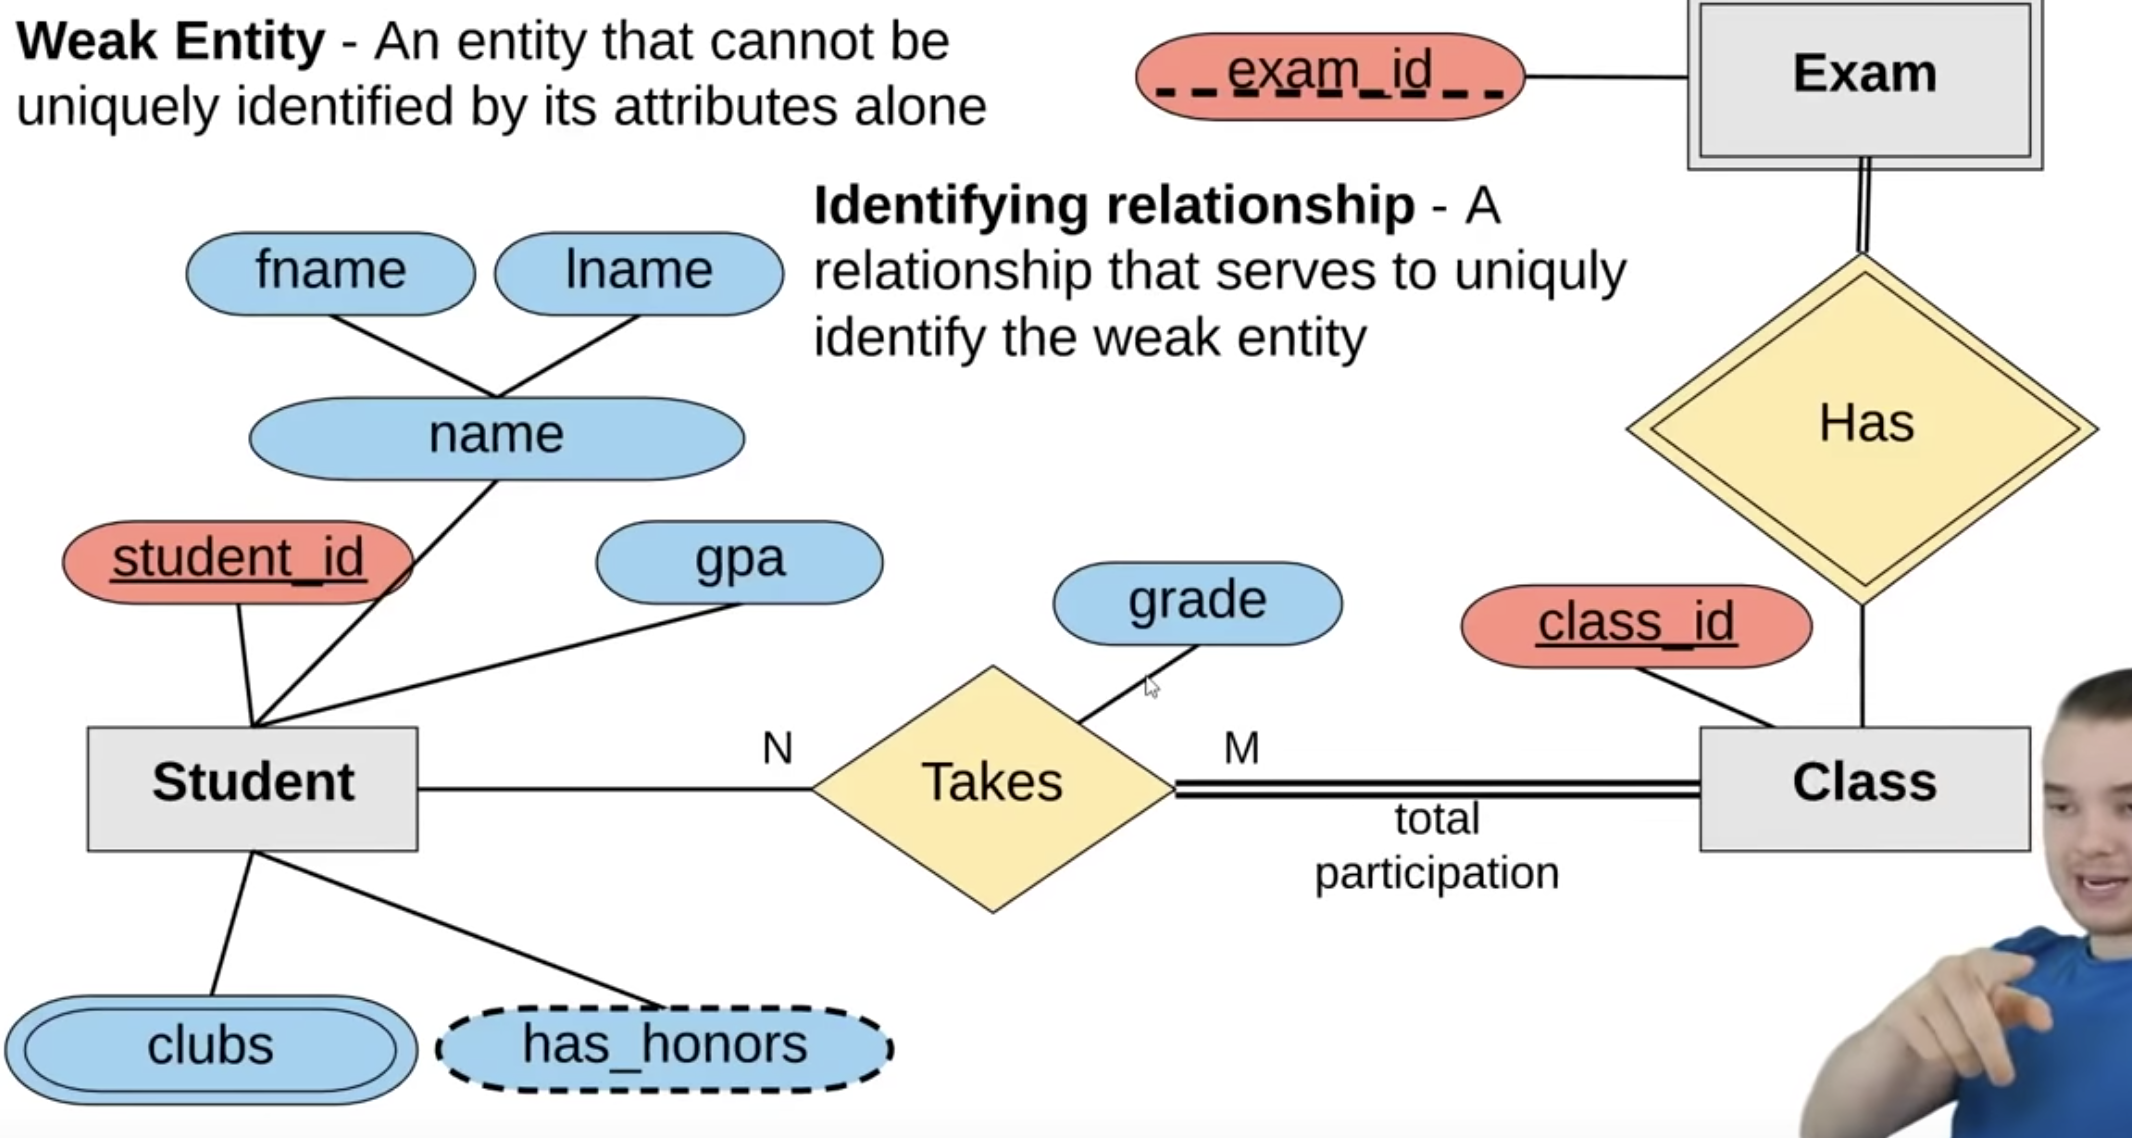 Weak Entity - An entity that cannot be
uniquely identified by its attributes alone
exam_id
Exam
Identifying relationship - A
relationship that serves to uniquly
identify the weak entity
fname
lname
name
Has
student_id
gpa
grade
class_id
Student
N
Takes
M
total
participation
Class
clubs
has_honors